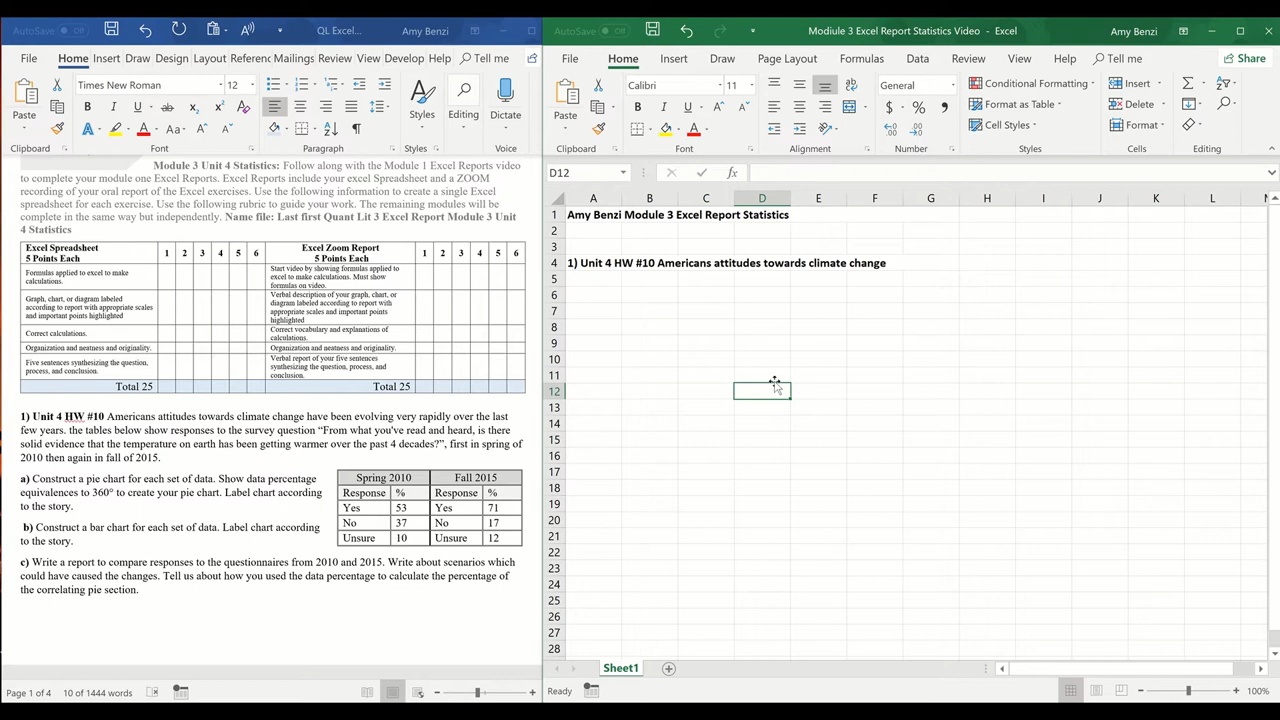 AutoSave Off
QL Excel...
Amy Benzi
File Home Insert Draw Design Layout Referenc Mailings Review View Develop Help Tell me
Paste
Times New Roman 12
Styles
Editing
Dictate
Clipboard Font Paragraph Styles Voice
Module 3 Unit 4 Statistics: Follow along with the Module 1 Excel Reports video
to complete your module one Excel Reports. Excel Reports include your excel Spreadsheet and a ZOOM
recording of your oral report of the Excel exercises. Use the following information to create a single Excel
spreadsheet for each exercise. Use the following rubric to guide your work. The remaining modules will be
complete in the same way but independently. Name file: Last first Quant Lit 3 Excel Report Module 3 Unit
4 Statistics
Excel Spreadsheet
5 Points Each
1 2 3 4 5 6
Excel Zoom Report
5 Points Each
1 2 3 4 5 6
Formulas applied to excel to make
calculations.
Start video by showing formulas applied to
excel to make calculations. Must show
formulas on video.
Graph, chart, or diagram labeled
according to report with appropriate scales
and important points highlighted
Verbal description of your graph, chart, or
diagram labeled according to report with
appropriate scales and important points
highlighted
Correct calculations.
Correct vocabulary and explanations of
calculations.
Organization and neatness and originality.
Organization and neatness and originality.
Five sentences synthesizing the question,
process, and conclusion.
Verbal report of your five sentences
synthesizing the question, process, and
conclusion.
Total 25
Total 25
1) Unit 4 HW #10 Americans attitudes towards climate change have been evolving very rapidly over the last
few years. the tables below show responses to the survey question “From what you've read and heard, is there
solid evidence that the temperature on earth has been getting warmer over the past 4 decades?”, first in spring of
2010 then again in fall of 2015.
a) Construct a pie chart for each set of data. Show data percentage
equivalences to 360° to create your pie chart. Label chart according
to the story.
b) Construct a bar chart for each set of data. Label chart according
to the story.
Spring 2010 Fall 2015
Response % Response %
Yes 53 Yes 71
No 37 No 17
Unsure 10 Unsure 12
c) Write a report to compare responses to the questionnaires from 2010 and 2015. Write about scenarios which
could have caused the changes. Tell us about how you used the data percentage to calculate the percentage of
the correlating pie section.
Page 1 of 4 10 of 1444 words
AutoSave Off
Modiule 3 Excel Report Statistics Video - Excel
Amy Benzi
File Home Insert Draw Page Layout Formulas Data Review View Help Tell me Share
Paste
Calibri 11
General
Conditional Formatting
Format as Table
Cell Styles
Insert
Delete
Format
Clipboard Font Alignment Number Styles Cells Editing
D12 fx
A B C D E F G H I J K L
1 Amy Benzi Module 3 Excel Report Statistics
2
3
4 1) Unit 4 HW #10 Americans attitudes towards climate change
5
6
7
8
9
10
11
12
13
14
15
16
17
18
19
20
21
22
23
24
25
26
27
28
Sheet1
Ready
100%